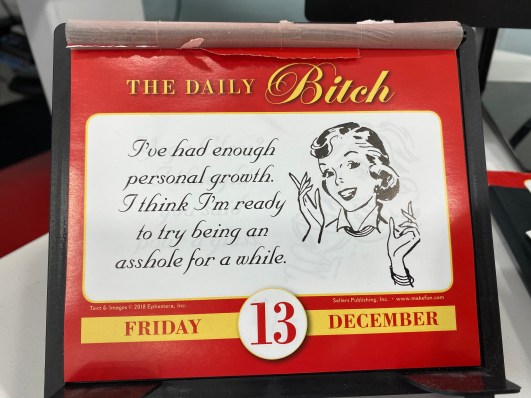 THE DAILY Bitch
I've had enough
personal growth.
I think I'm ready
to try being an
asshole for a while.
Text & Images © 2018 Ephemera, Inc.
Sellers Publishing, Inc. • www.makefun.com
FRIDAY 13 DECEMBER